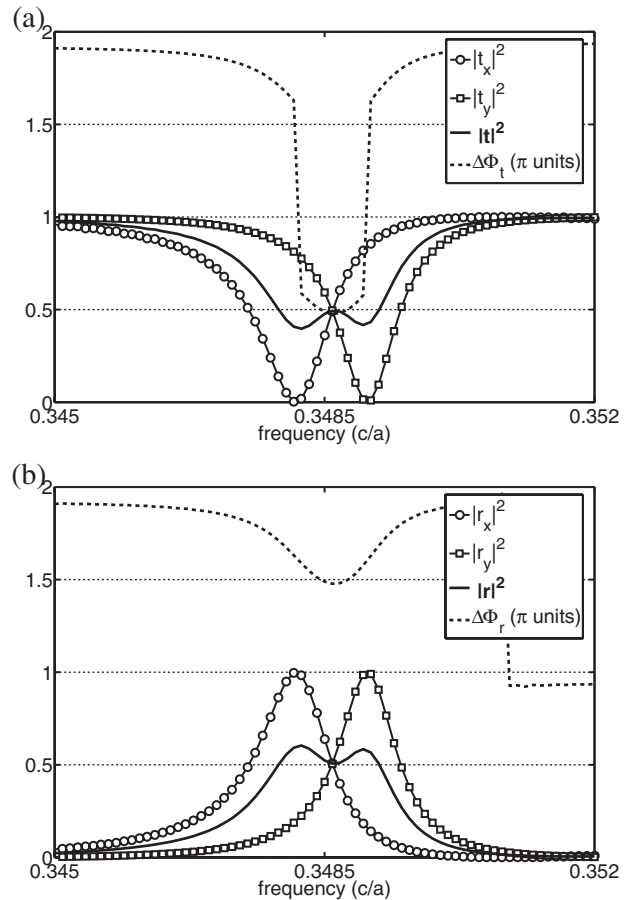 (a)
2
1.5
1
0.5
0
|t_x|^2
|t_y|^2
|t|^2
ΔΦ_t (π units)
0.345 0.3485 0.352
frequency (c/a)
(b)
2
1.5
1
0.5
0
|r_x|^2
|r_y|^2
|r|^2
ΔΦ_r (π units)
0.345 0.3485 0.352
frequency (c/a)